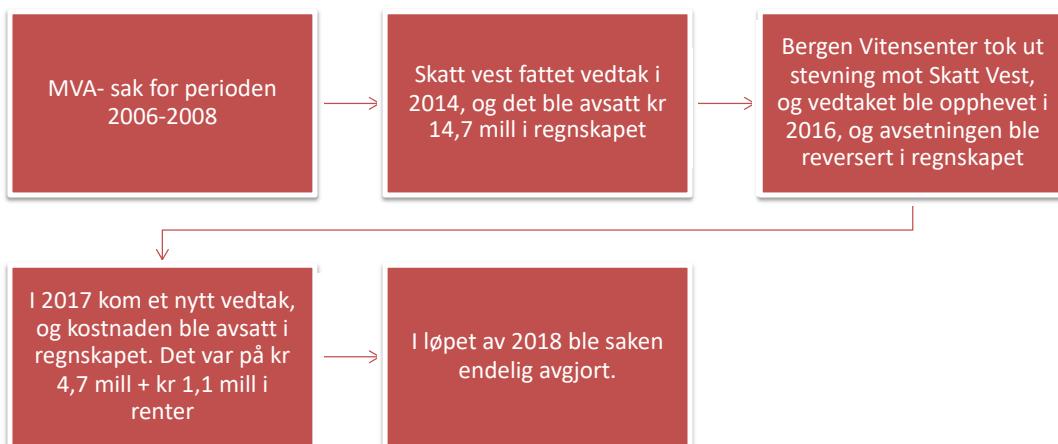 MVA- sak for perioden
2006-2008
Skatt vest fattet vedtak i
2014, og det ble avsatt kr
14,7 mill i regnskapet
Bergen Vitensenter tok ut
stevning mot Skatt Vest,
og vedtaket ble opphevet i
2016, og avsetningen ble
reversert i regnskapet
I 2017 kom et nytt vedtak,
og kostnaden ble avsatt i
regnskapet. Det var på kr
4,7 mill + kr 1,1 mill i
renter
I løpet av 2018 ble saken
endelig avgjort.